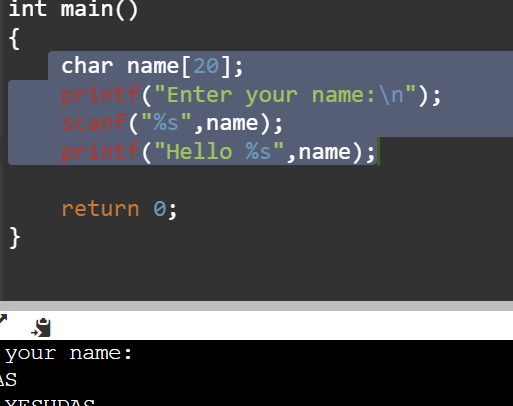 int main()
{
char name[20];
printf("Enter your name:\n");
scanf("%s",name);
printf("Hello %s",name);
return 0;
}
your name:
AS
YESUDAS